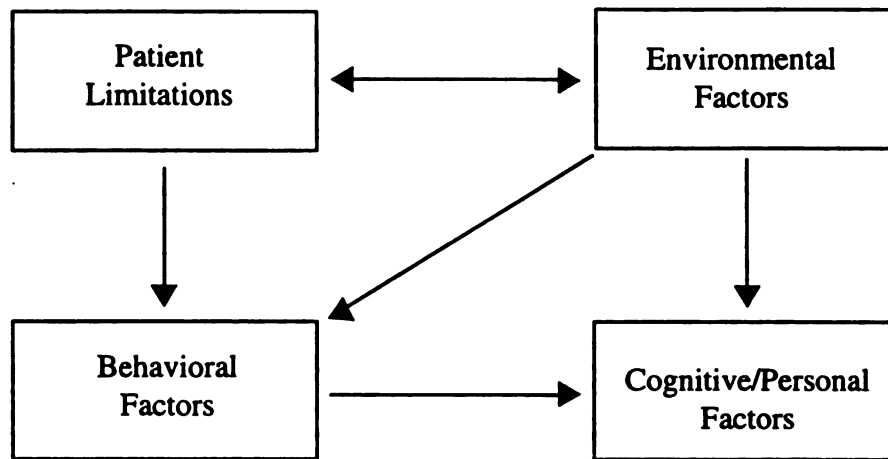 Patient
Limitations
Environmental
Factors
Behavioral
Factors
Cognitive/Personal
Factors